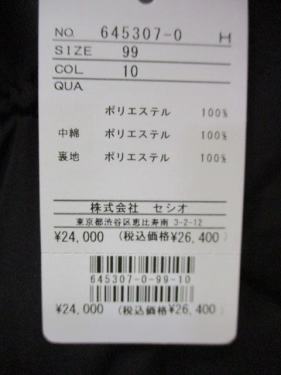 NO. 645307-0 H
SIZE 99
COL 10
QUA
ポリエステル 100%
中綿 ポリエステル 100%
裏地 ポリエステル 100%
株式会社 セシオ
東京都渋谷区恵比寿南 3-2-12
¥24,000 (税込価格¥26,400)
645307-0-99-10
¥24,000 (税込価格¥26,400)